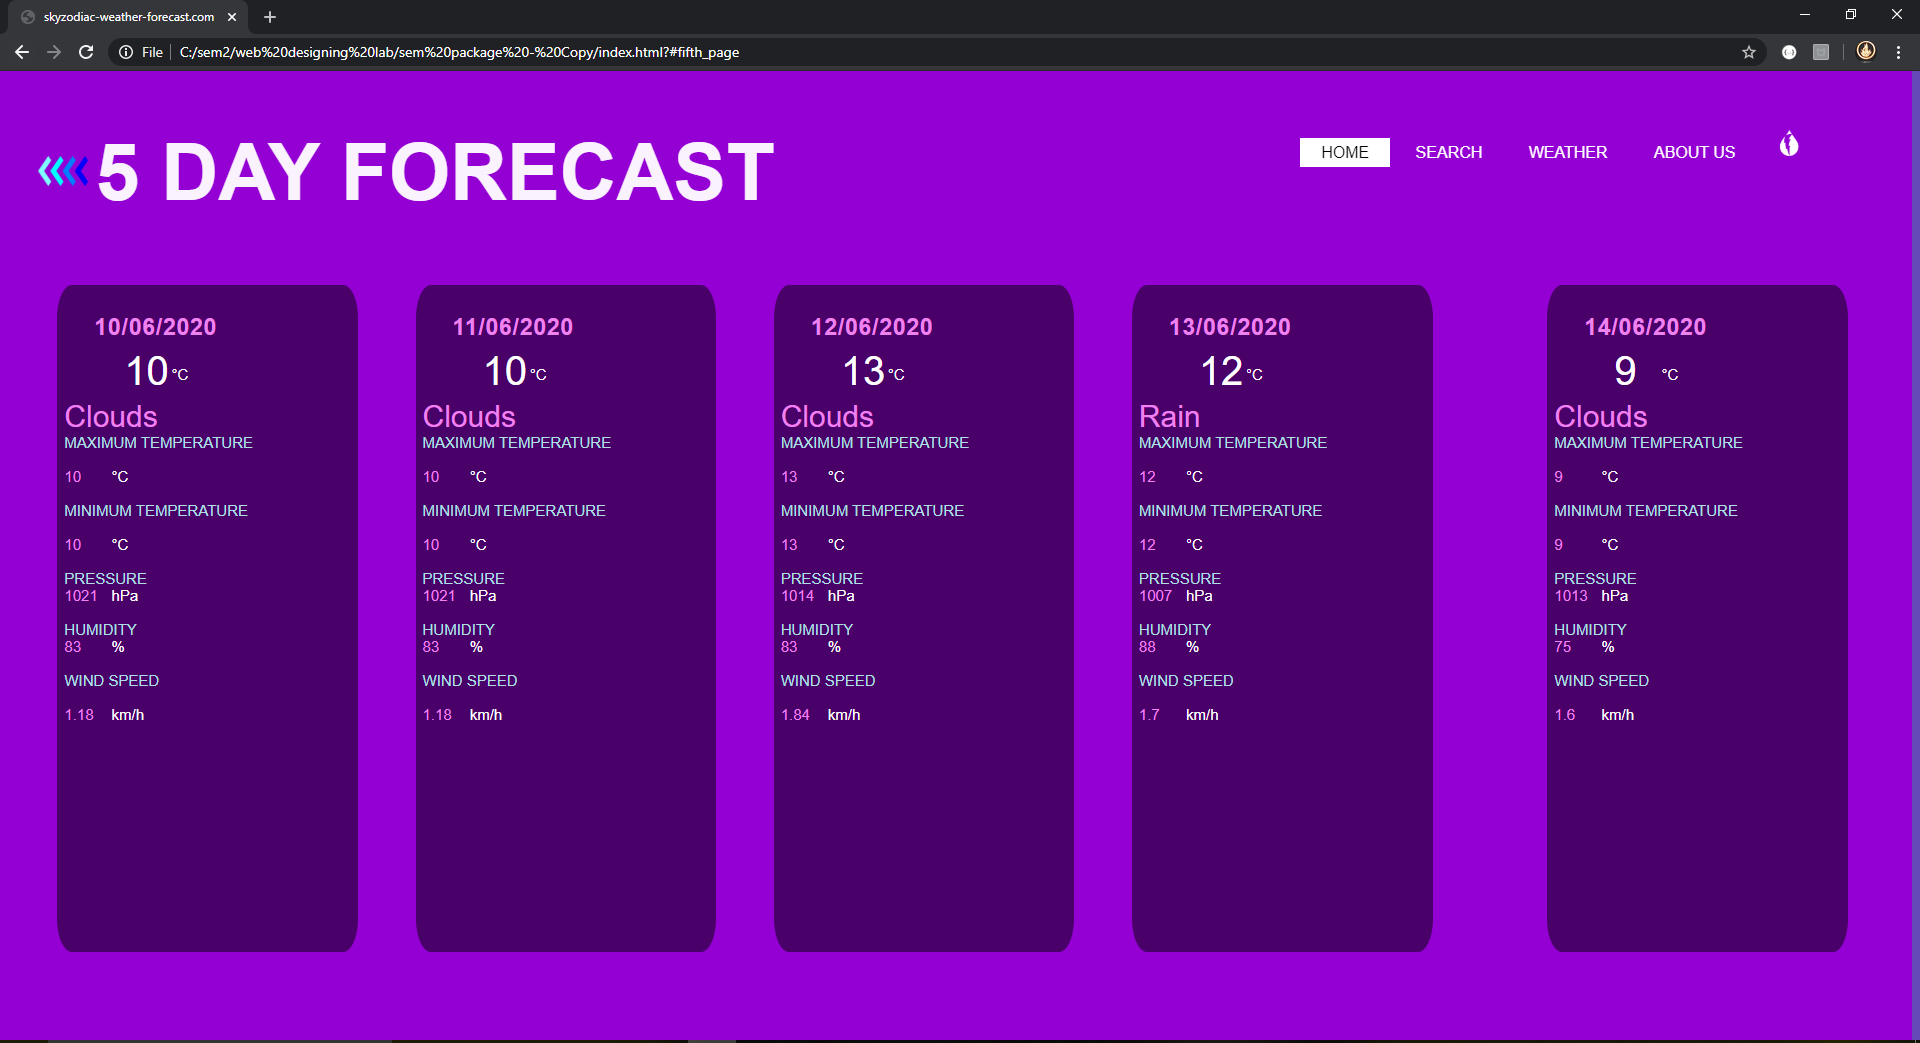 skyzodiac-weather-forecast.com
File C:/sem2/web%20designing%20lab/sem%20package%20-%20Copy/index.html?#fifth_page
5 DAY FORECAST
HOME SEARCH WEATHER ABOUT US
10/06/2020
10 °C
Clouds
MAXIMUM TEMPERATURE
10 °C
MINIMUM TEMPERATURE
10 °C
PRESSURE
1021 hPa
HUMIDITY
83 %
WIND SPEED
1.18 km/h
11/06/2020
10 °C
Clouds
MAXIMUM TEMPERATURE
10 °C
MINIMUM TEMPERATURE
10 °C
PRESSURE
1021 hPa
HUMIDITY
83 %
WIND SPEED
1.18 km/h
12/06/2020
13 °C
Clouds
MAXIMUM TEMPERATURE
13 °C
MINIMUM TEMPERATURE
13 °C
PRESSURE
1014 hPa
HUMIDITY
83 %
WIND SPEED
1.84 km/h
13/06/2020
12 °C
Rain
MAXIMUM TEMPERATURE
12 °C
MINIMUM TEMPERATURE
12 °C
PRESSURE
1007 hPa
HUMIDITY
88 %
WIND SPEED
1.7 km/h
14/06/2020
9 °C
Clouds
MAXIMUM TEMPERATURE
9 °C
MINIMUM TEMPERATURE
9 °C
PRESSURE
1013 hPa
HUMIDITY
75 %
WIND SPEED
1.6 km/h